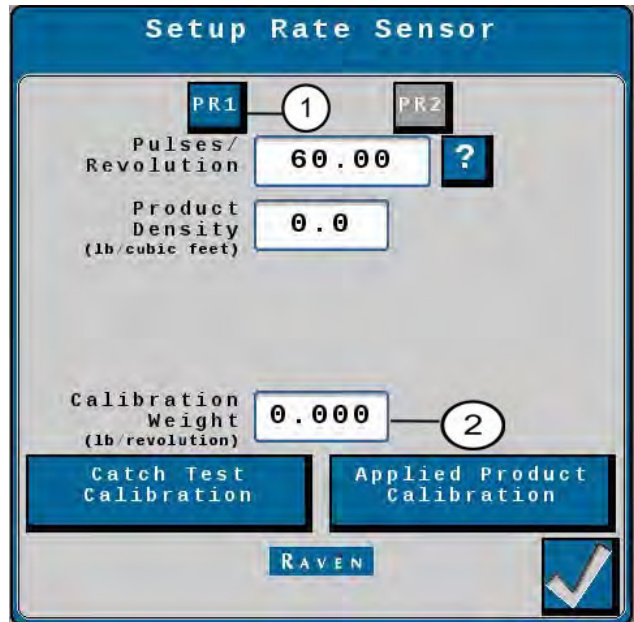 Setup Rate Sensor
PR1
1
PR2
Pulses/
Revolution
60.00
?
Product
Density
(lb/cubic feet)
0.0
Calibration
Weight
(lb/revolution)
0.000
2
Catch Test
Calibration
Applied Product
Calibration
RAVEN